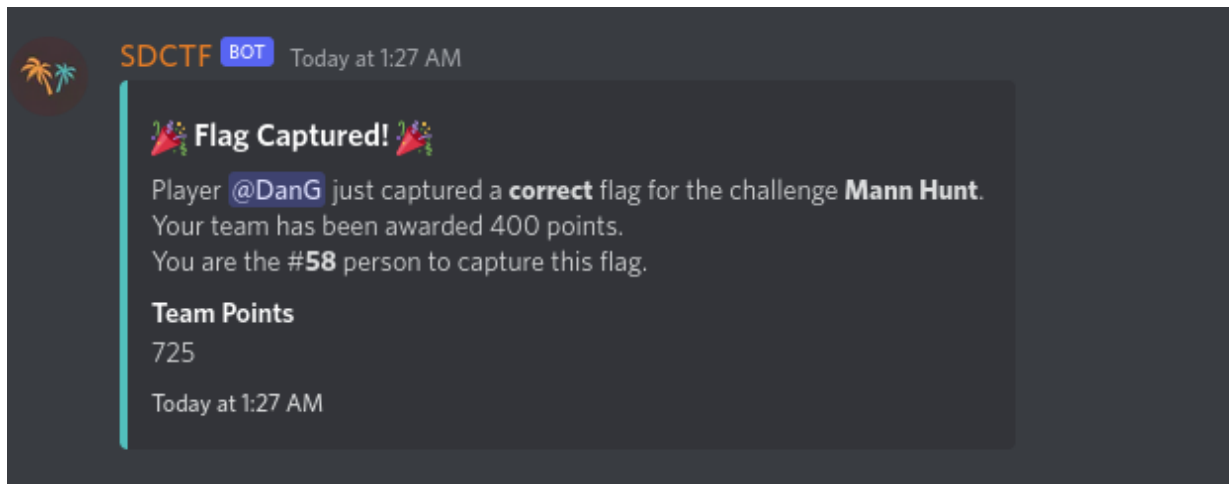 SDCTF BOT Today at 1:27 AM
🎉 Flag Captured! 🎉
Player @DanG just captured a correct flag for the challenge Mann Hunt.
Your team has been awarded 400 points.
You are the #58 person to capture this flag.
Team Points
725
Today at 1:27 AM